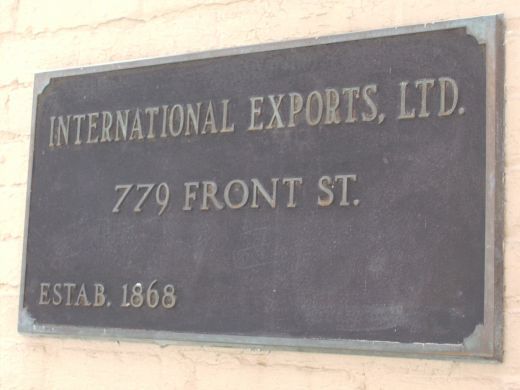 INTERNATIONAL EXPORTS, LTD.
779 FRONT ST.
ESTAB. 1868